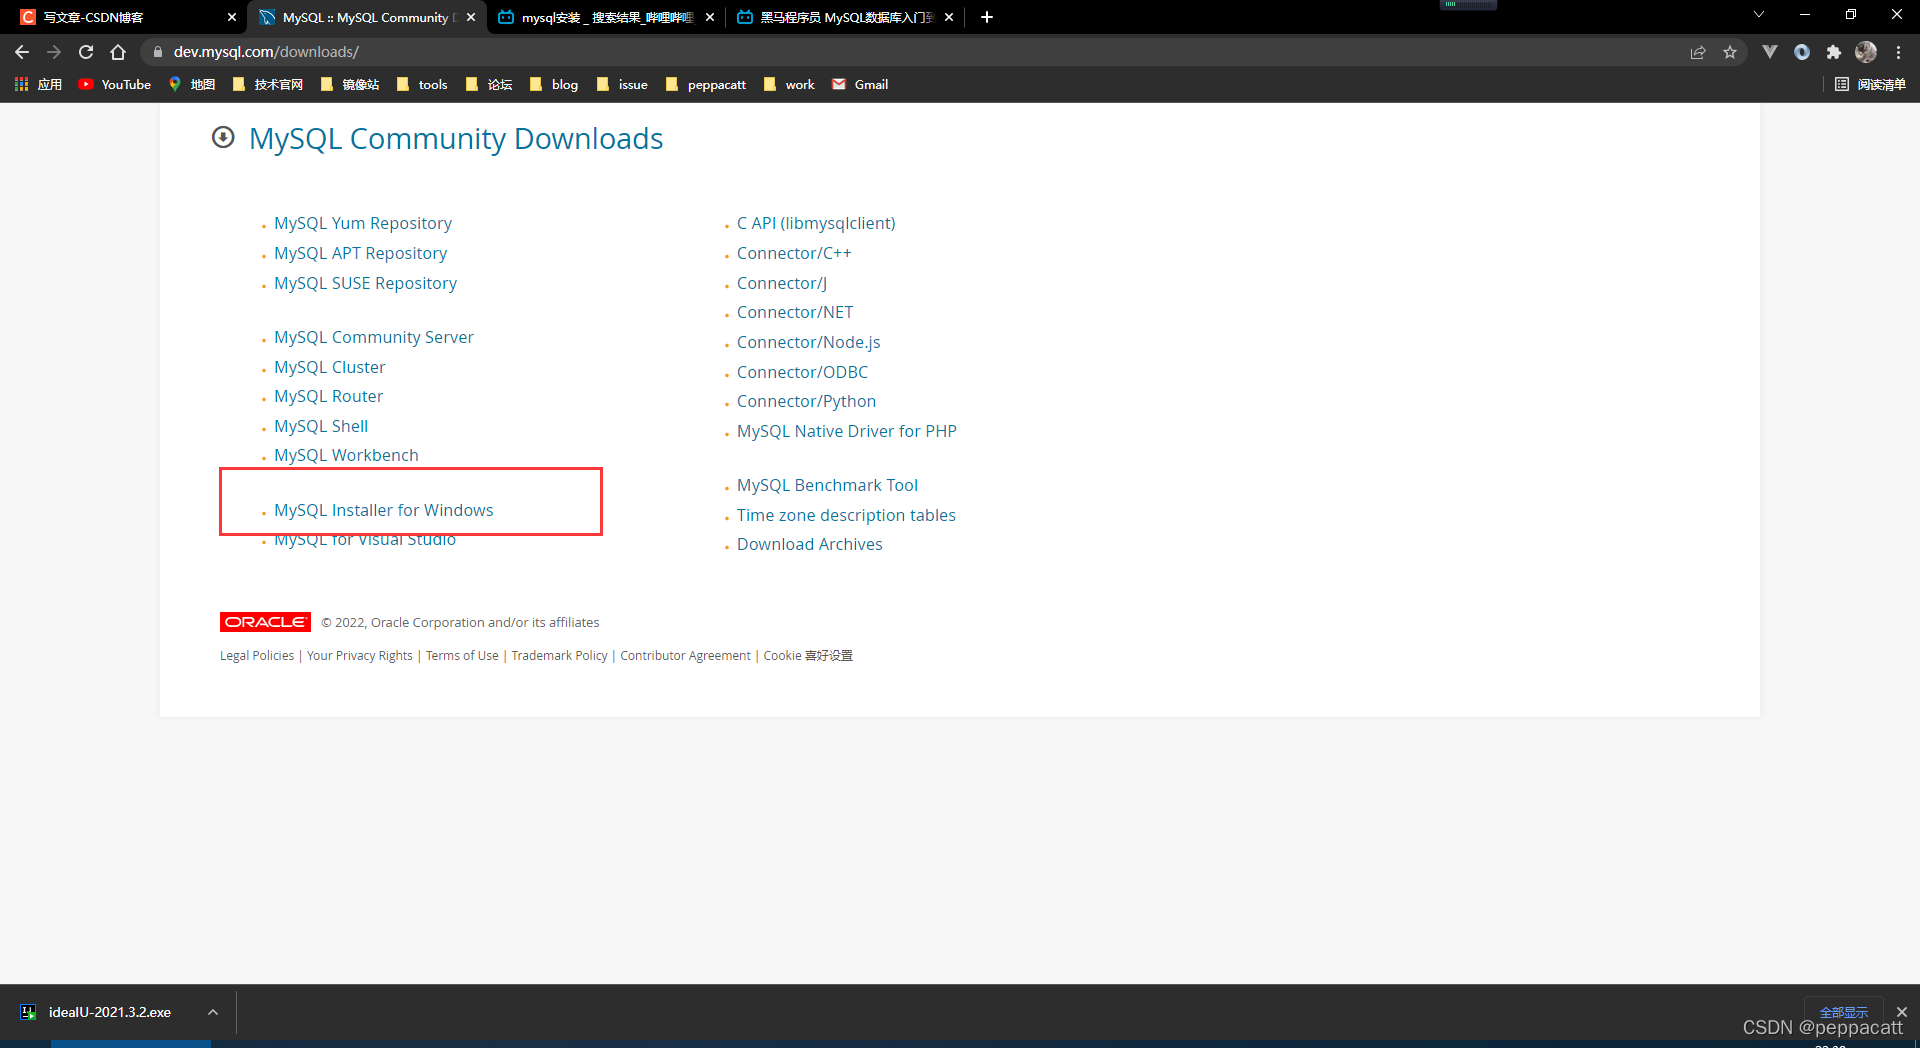 写文章-CSDN博客
MySQL :: MySQL Community D
mysql安装 _ 搜索结果_哔哩哔哩
黑马程序员 MySQL数据库入门到
dev.mysql.com/downloads/
应用
YouTube
地图
技术官网
镜像站
tools
论坛
blog
issue
peppacatt
work
Gmail
阅读清单
MySQL Community Downloads
MySQL Yum Repository
MySQL APT Repository
MySQL SUSE Repository
MySQL Community Server
MySQL Cluster
MySQL Router
MySQL Shell
MySQL Workbench
MySQL Installer for Windows
MySQL for Visual Studio
C API (libmysqlclient)
Connector/C++
Connector/J
Connector/NET
Connector/Node.js
Connector/ODBC
Connector/Python
MySQL Native Driver for PHP
MySQL Benchmark Tool
Time zone description tables
Download Archives
ORACLE © 2022, Oracle Corporation and/or its affiliates
Legal Policies | Your Privacy Rights | Terms of Use | Trademark Policy | Contributor Agreement | Cookie 喜好设置
ideaIU-2021.3.2.exe
全部显示
CSDN @peppacatt